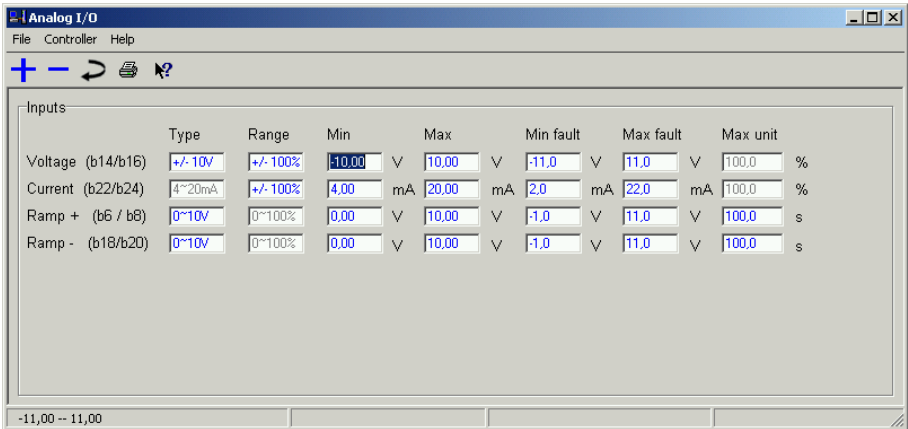 Analog I/O
File Controller Help
Inputs
Type Range Min Max Min fault Max fault Max unit
Voltage (b14/b16) +/- 10V +/- 100% -10,00 V 10,00 V -11,0 V 11,0 V 100,0 %
Current (b22/b24) 4~20mA +/- 100% 4,00 mA 20,00 mA 2,0 mA 22,0 mA 100,0 %
Ramp + (b6 / b8) 0~10V 0~100% 0,00 V 10,00 V -1,0 V 11,0 V 100,0 s
Ramp - (b18/b20) 0~10V 0~100% 0,00 V 10,00 V -1,0 V 11,0 V 100,0 s
-11,00 -- 11,00